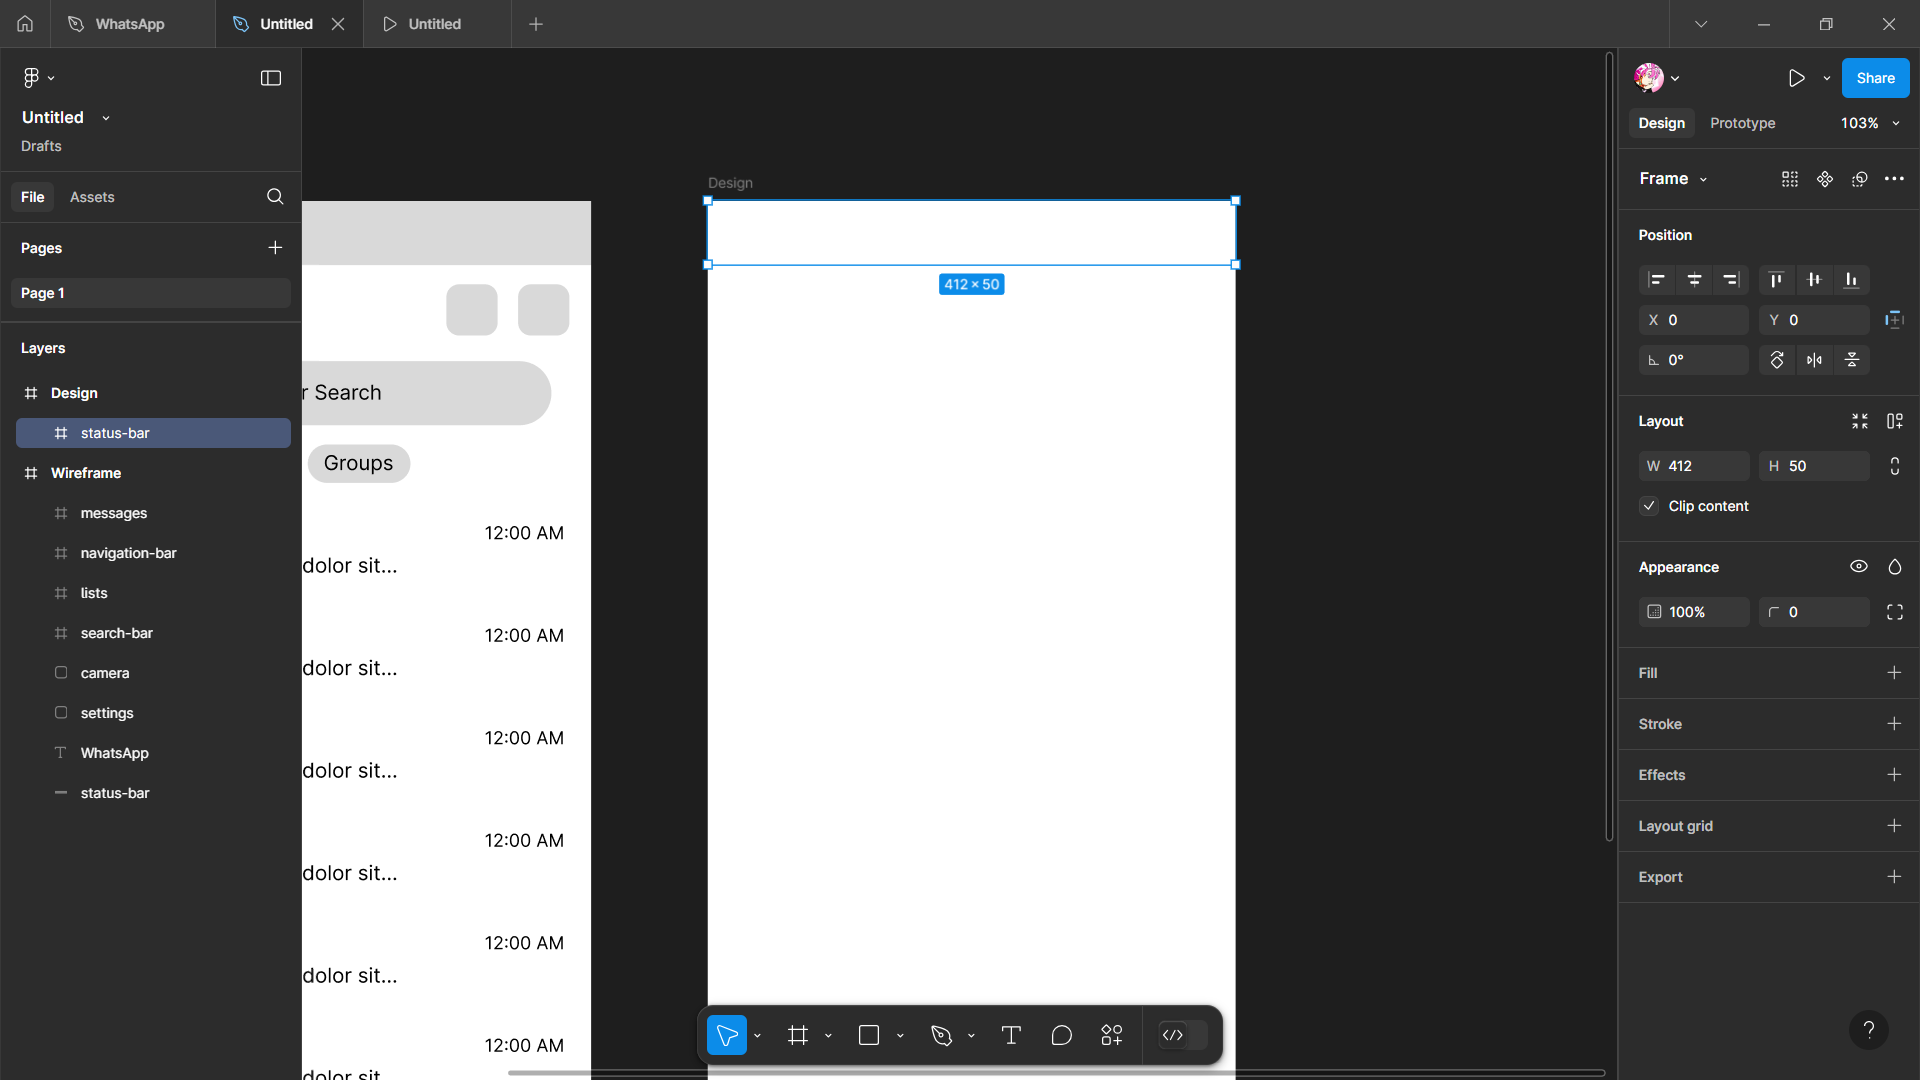 WhatsApp
Untitled
Untitled
Untitled
Drafts
File
Assets
Pages
Page 1
Layers
Design
status-bar
Wireframe
messages
navigation-bar
lists
search-bar
camera
settings
WhatsApp
status-bar
r Search
Groups
12:00 AM
dolor sit...
12:00 AM
dolor sit...
12:00 AM
dolor sit...
12:00 AM
dolor sit...
12:00 AM
dolor sit...
12:00 AM
dolor sit
Design
412 × 50
Share
Design
Prototype
103%
Frame
Position
X 0
Y 0
0°
Layout
W 412
H 50
Clip content
Appearance
100%
0
Fill
Stroke
Effects
Layout grid
Export
?